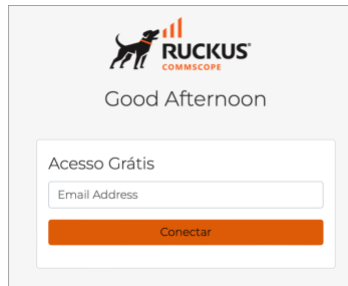 RUCKUS®
COMMSCOPE
Good Afternoon
Acesso Grátis
Email Address
Conectar